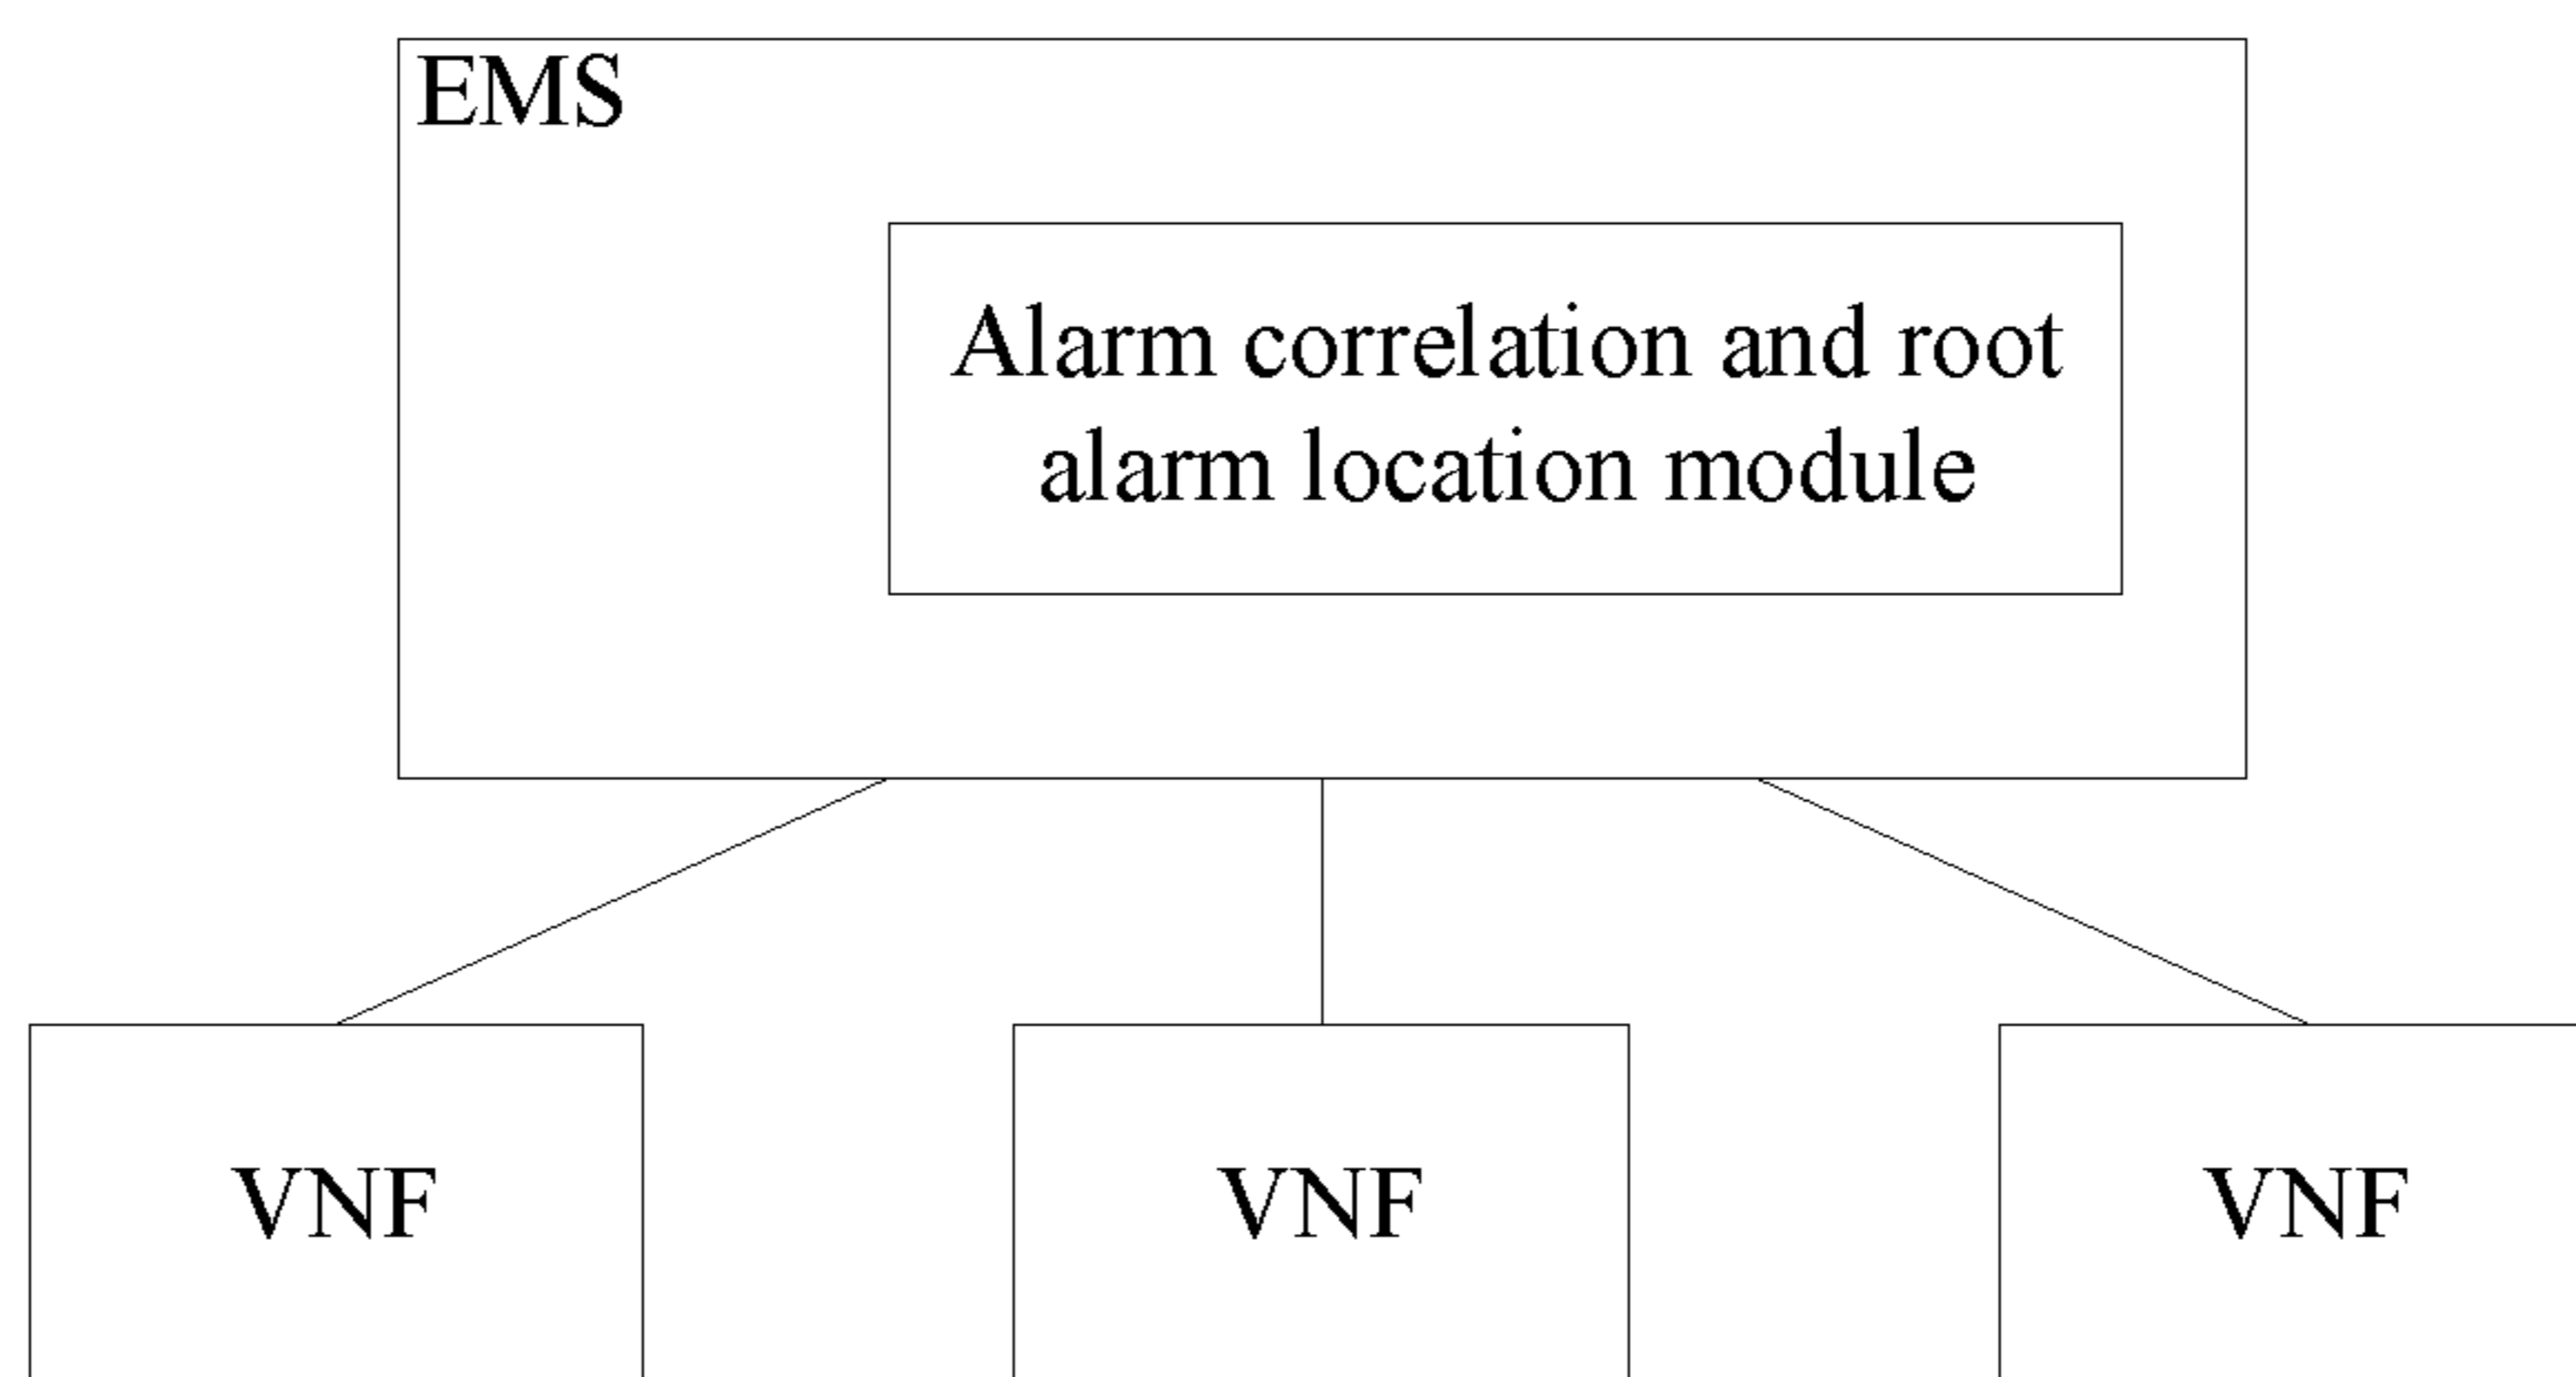 EMS
Alarm correlation and root
alarm location module
VNF
VNF
VNF